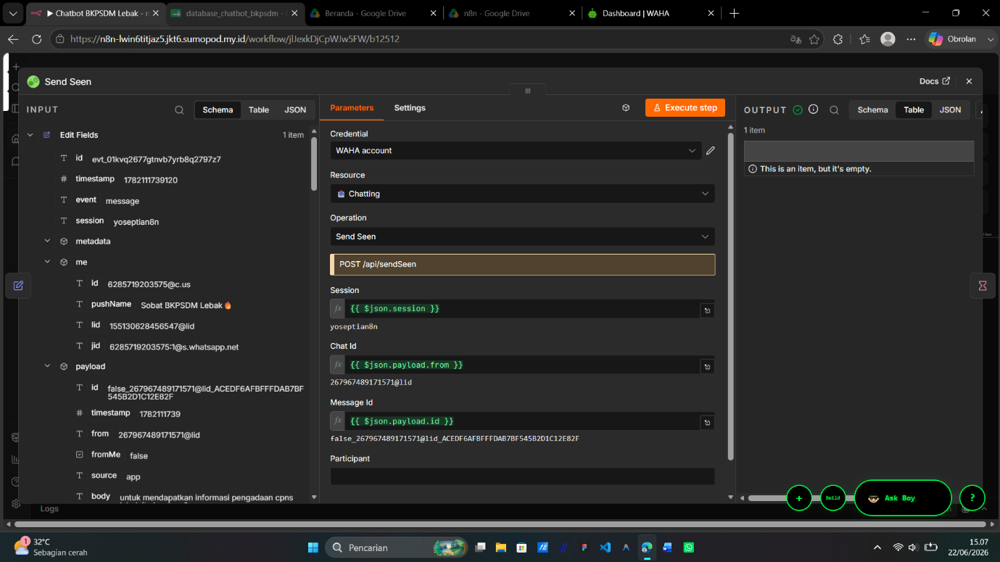 Chatbot BKPSDM Lebak - n
database_chatbot_bkpsdm -
Beranda - Google Drive
n8n - Google Drive
Dashboard | WAHA
https://n8n-lwin6titjaz5.jkt6.sumopod.my.id/workflow/jlJexkDjCpWJw5FW/b12512
Obrolan
Send Seen
Docs
INPUT
Schema
Table
JSON
Edit Fields
1 item
id
evt_01kvq2677gtnvb7yrb8q2797z7
timestamp
1782111739120
event
message
session
yoseptian8n
metadata
me
id
6285719203575@c.us
pushName
Sobat BKPSDM Lebak🔥
lid
155130628456547@lid
jid
6285719203575:1@s.whatsapp.net
payload
id
false_267967489171571@lid_ACEDF6AFBFFFDAB7BF
545B2D1C12E82F
timestamp
1782111739
from
267967489171571@lid
fromMe
false
source
app
body
untuk mendapatkan informasi pengadaan cpns
Parameters
Settings
Execute step
Credential
WAHA account
Resource
📤 Chatting
Operation
Send Seen
POST /api/sendSeen
Session
fx
{{ $json.session }}
yoseptian8n
Chat Id
fx
{{ $json.payload.from }}
267967489171571@lid
Message Id
fx
{{ $json.payload.id }}
false_267967489171571@lid_ACEDF6AFBFFFDAB7BF545B2D1C12E82F
Participant
OUTPUT
Schema
Table
JSON
1 item
This is an item, but it's empty.
+
Build
Ask Boy
?
Logs
1
32°C
Sebagian cerah
Pencarian
15.07
22/06/2026